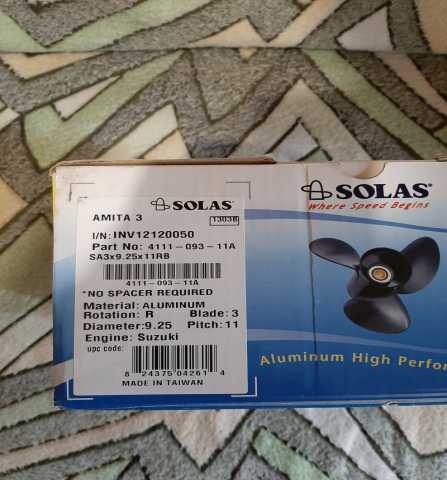 SOLAS
Where Speed Begins
SOLAS
AMITA 3
13038
I/N: INV12120050
Part No: 4111-093-11A
SA3x9.25x11RB
4111-093-11A
*NO SPACER REQUIRED
Material: ALUMINUM
Rotation: R Blade: 3
Diameter: 9.25 Pitch: 11
Engine: Suzuki
upc code:
8 24375 04261 4
MADE IN TAIWAN
Aluminum High Perfor